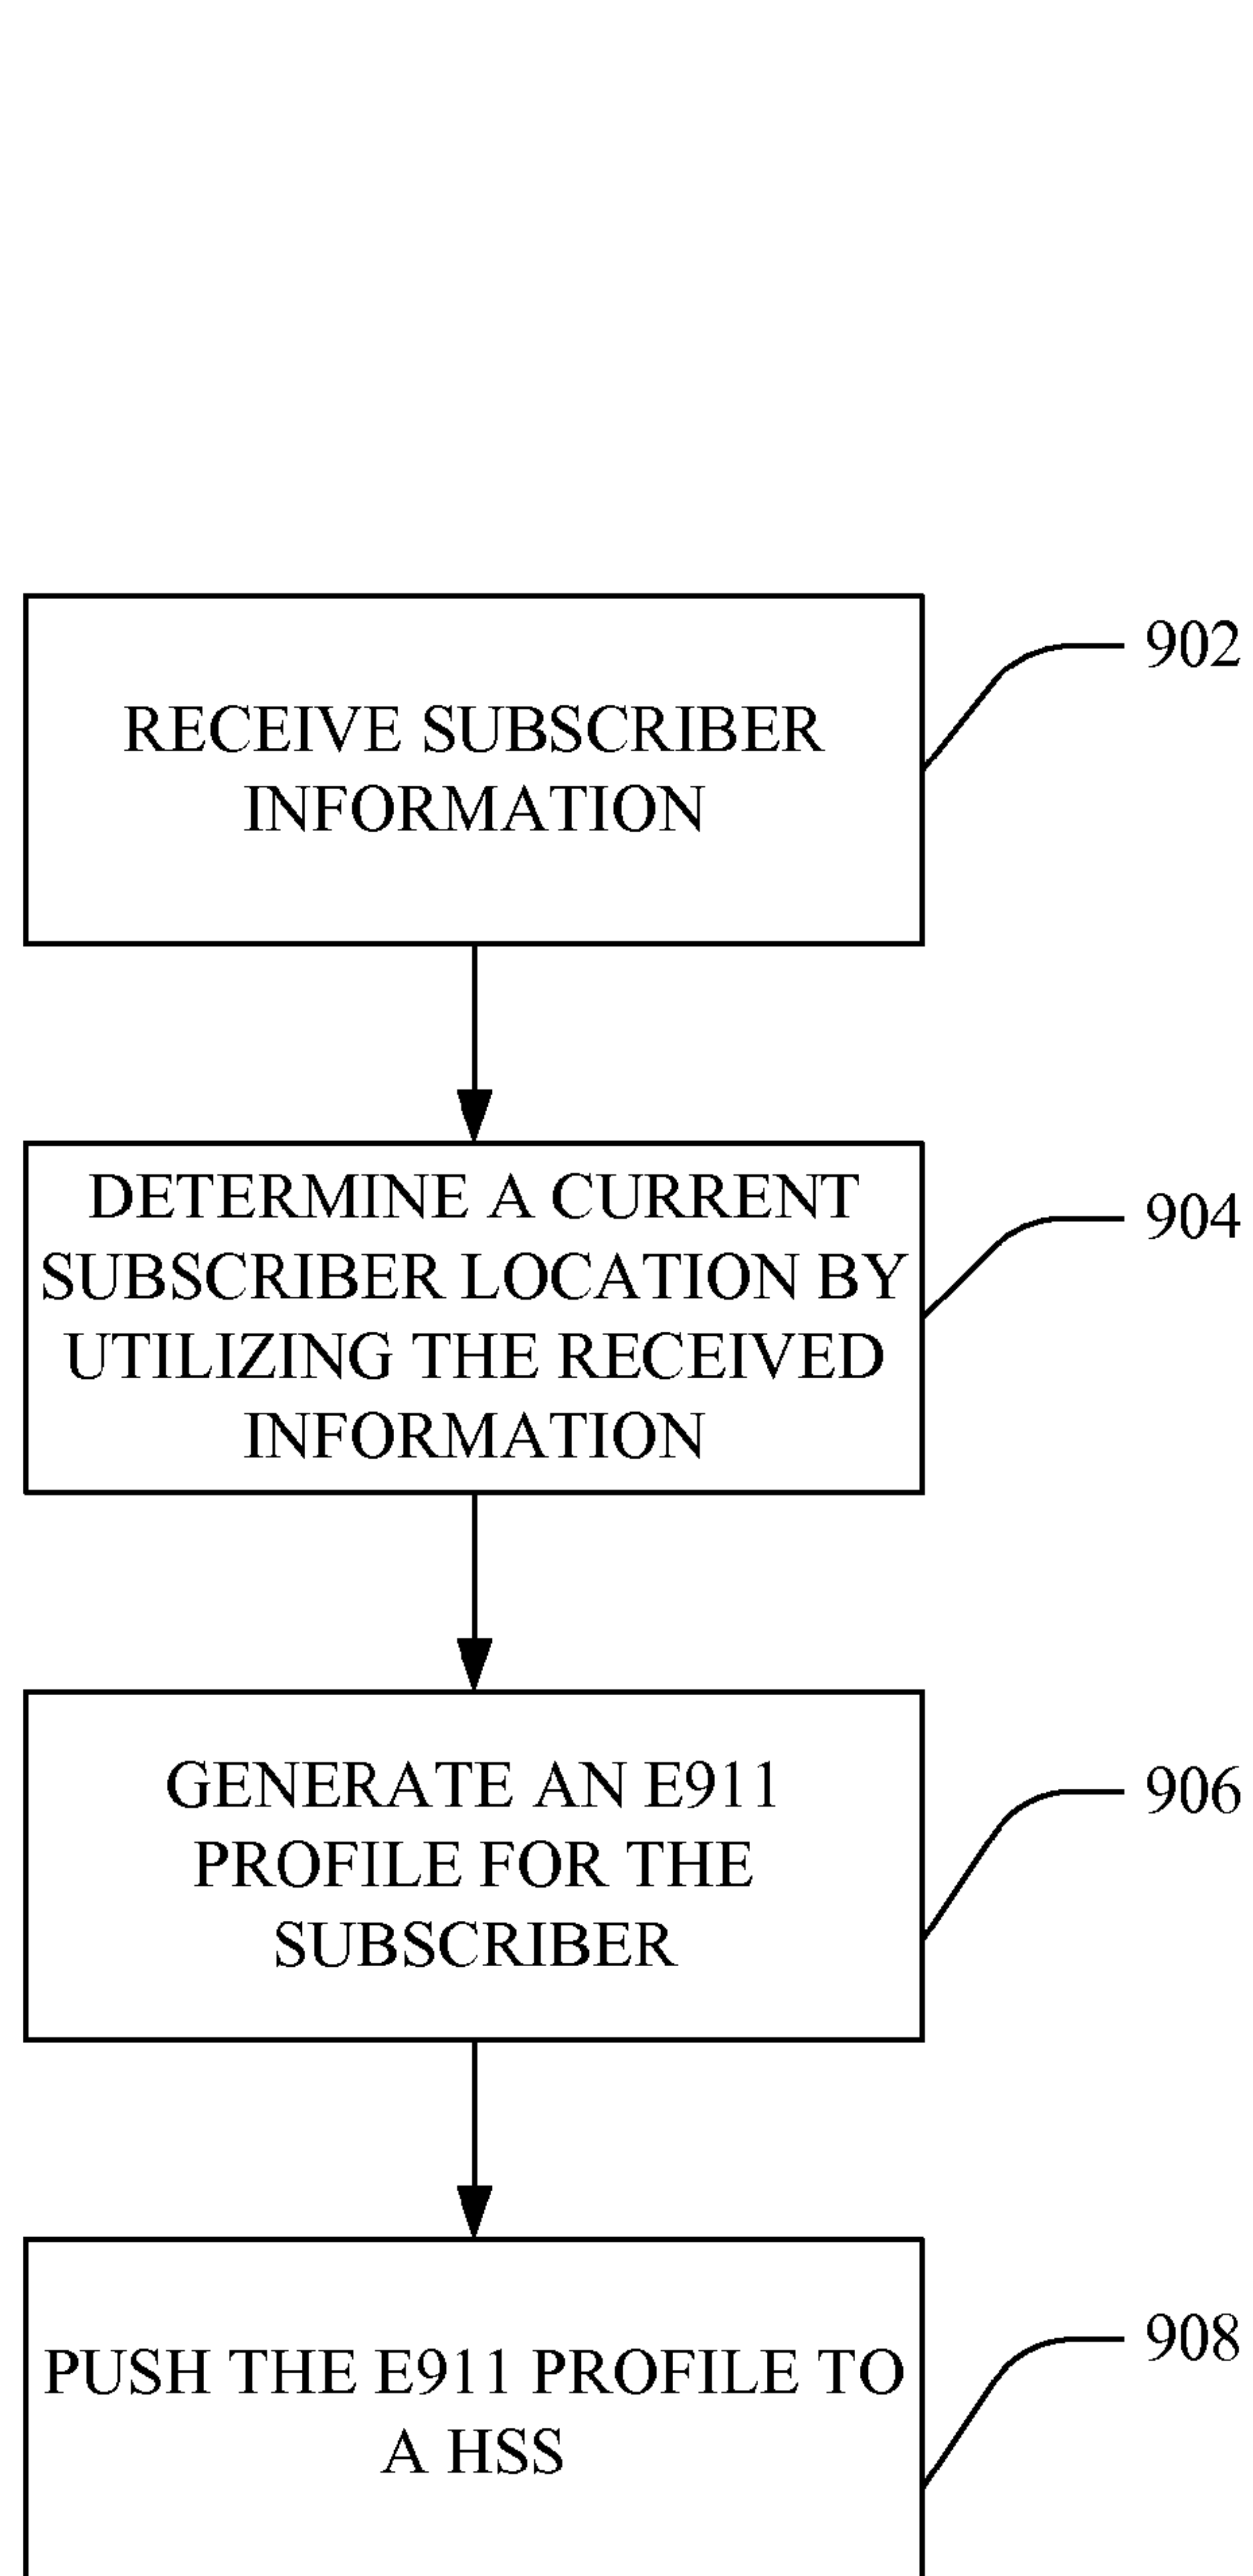 RECEIVE SUBSCRIBER
INFORMATION
902
DETERMINE A CURRENT
SUBSCRIBER LOCATION BY
UTILIZING THE RECEIVED
INFORMATION
904
GENERATE AN E911
PROFILE FOR THE
SUBSCRIBER
906
PUSH THE E911 PROFILE TO
A HSS
908